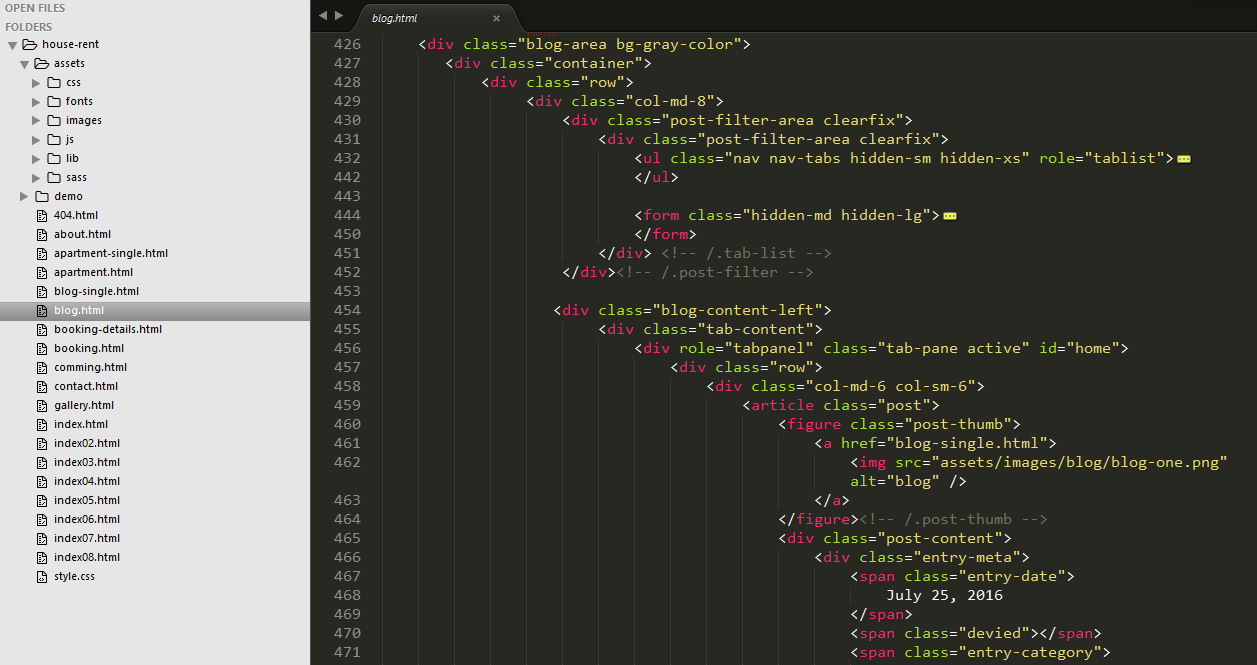 OPEN FILES
FOLDERS
house-rent
assets
css
fonts
images
js
lib
sass
demo
404.html
about.html
apartment-single.html
apartment.html
blog-single.html
blog.html
booking-details.html
booking.html
comming.html
contact.html
gallery.html
index.html
index02.html
index03.html
index04.html
index05.html
index06.html
index07.html
index08.html
style.css
blog.html ×
426 <div class="blog-area bg-gray-color">
427 <div class="container">
428 <div class="row">
429 <div class="col-md-8">
430 <div class="post-filter-area clearfix">
431 <div class="post-filter-area clearfix">
432 <ul class="nav nav-tabs hidden-sm hidden-xs" role="tablist">
442 </ul>
443
444 <form class="hidden-md hidden-lg">
450 </form>
451 </div> <!-- /.tab-list -->
452 </div><!-- /.post-filter -->
453
454 <div class="blog-content-left">
455 <div class="tab-content">
456 <div role="tabpanel" class="tab-pane active" id="home">
457 <div class="row">
458 <div class="col-md-6 col-sm-6">
459 <article class="post">
460 <figure class="post-thumb">
461 <a href="blog-single.html">
462 <img src="assets/images/blog/blog-one.png"
alt="blog" />
463 </a>
464 </figure><!-- /.post-thumb -->
465 <div class="post-content">
466 <div class="entry-meta">
467 <span class="entry-date">
468 July 25, 2016
469 </span>
470 <span class="devied"></span>
471 <span class="entry-category">